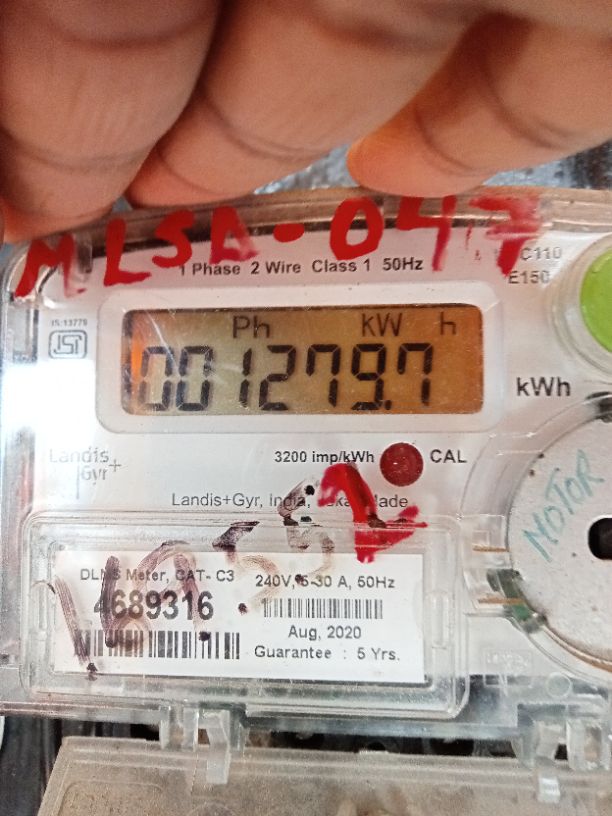 MLSA-047
1 Phase 2 Wire Class 1 50Hz
C110
E150
IS:13779
ISI
Ph kW h
001279.7
kWh
Landis
Gyr+
3200 imp/kWh
CAL
Landis+Gyr, India,
MOTOR
DLMS Meter, CAT- C3
240V, 5-30 A, 50Hz
4689316
Aug, 2020
Guarantee : 5 Yrs.